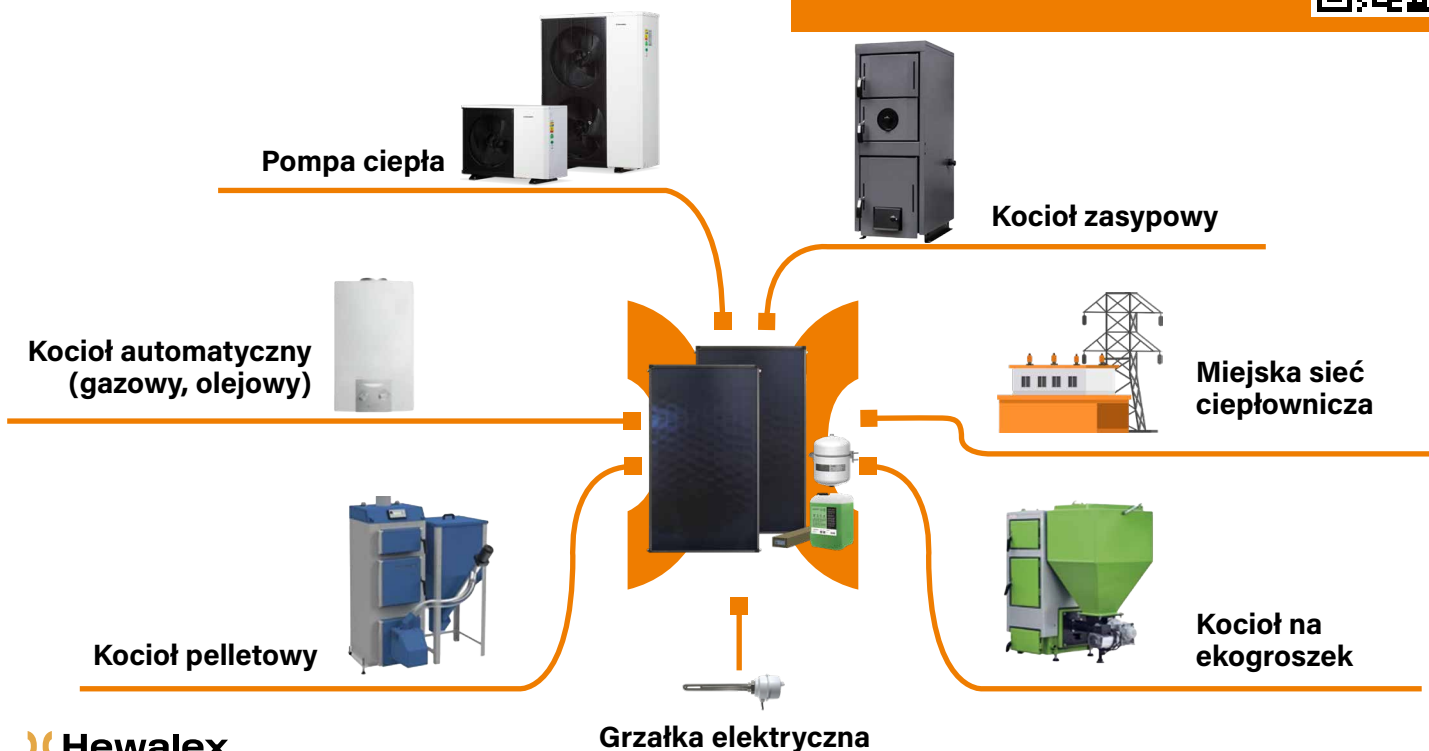 Pompa ciepła
Kocioł zasypowy
Kocioł automatyczny
(gazowy, olejowy)
Miejska sieć
ciepłownicza
Kocioł pelletowy
Kocioł na
ekogroszek
Grzałka elektryczna
Hewalex